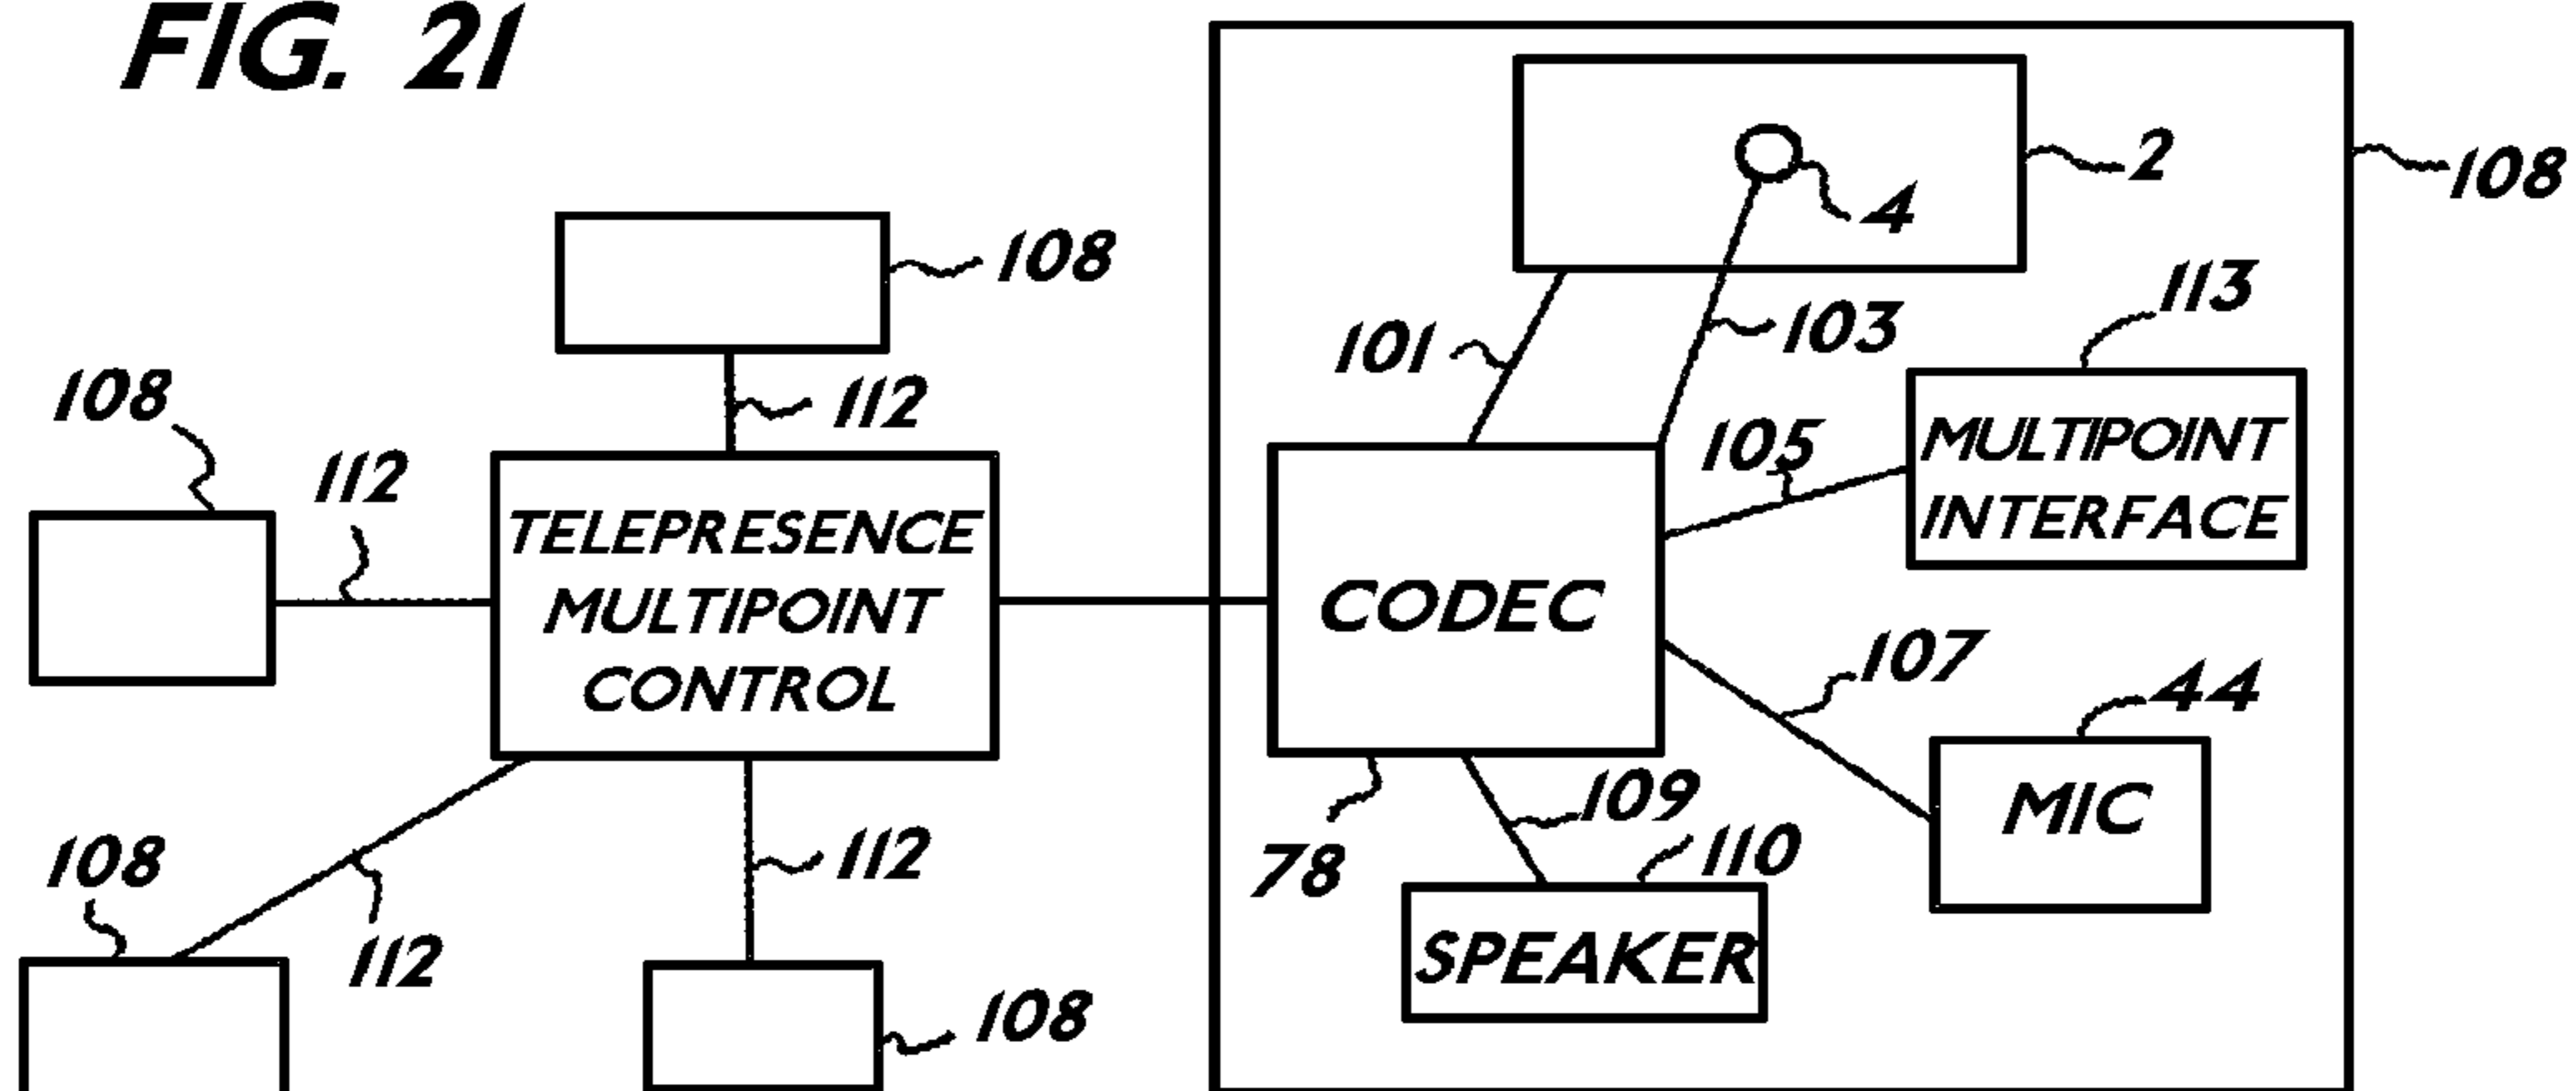 FIG. 21
2
108
4
108
113
101
103
108
112
105
MULTIPOINT
INTERFACE
112
TELEPRESENCE
MULTIPOINT
CONTROL
CODEC
107
44
MIC
109
108
112
78
110
112
SPEAKER
108